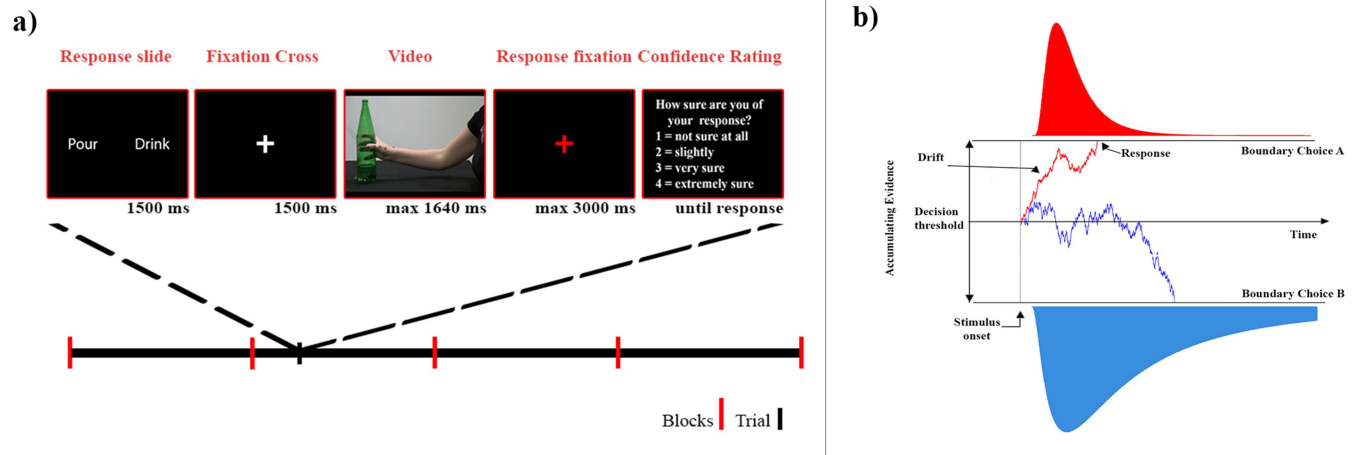 a)
Response slide
Fixation Cross
Video
Response fixation
Confidence Rating
Pour
Drink
+
+
How sure are you of
your response?
1 = not sure at all
2 = slightly
3 = very sure
4 = extremely sure
1500 ms
1500 ms
max 1640 ms
max 3000 ms
until response
Blocks
Trial
b)
Accumulating Evidence
Drift
Response
Boundary Choice A
Decision
threshold
Time
Boundary Choice B
Stimulus
onset